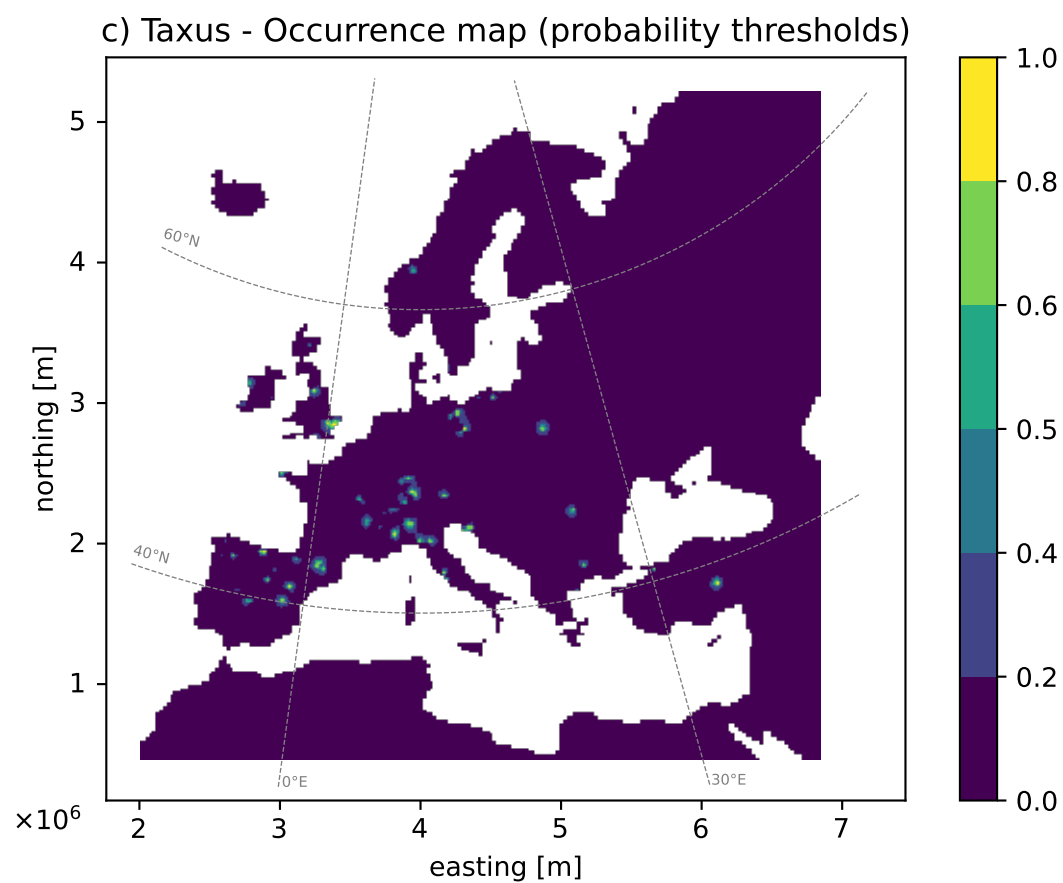 c) Taxus - Occurrence map (probability thresholds)
1.0
0.8
0.6
0.5
0.4
0.2
0.0
5
4
3
2
1
northing [m]
60°N
40°N
0°E
30°E
×10⁶
2
3
4
5
6
7
easting [m]